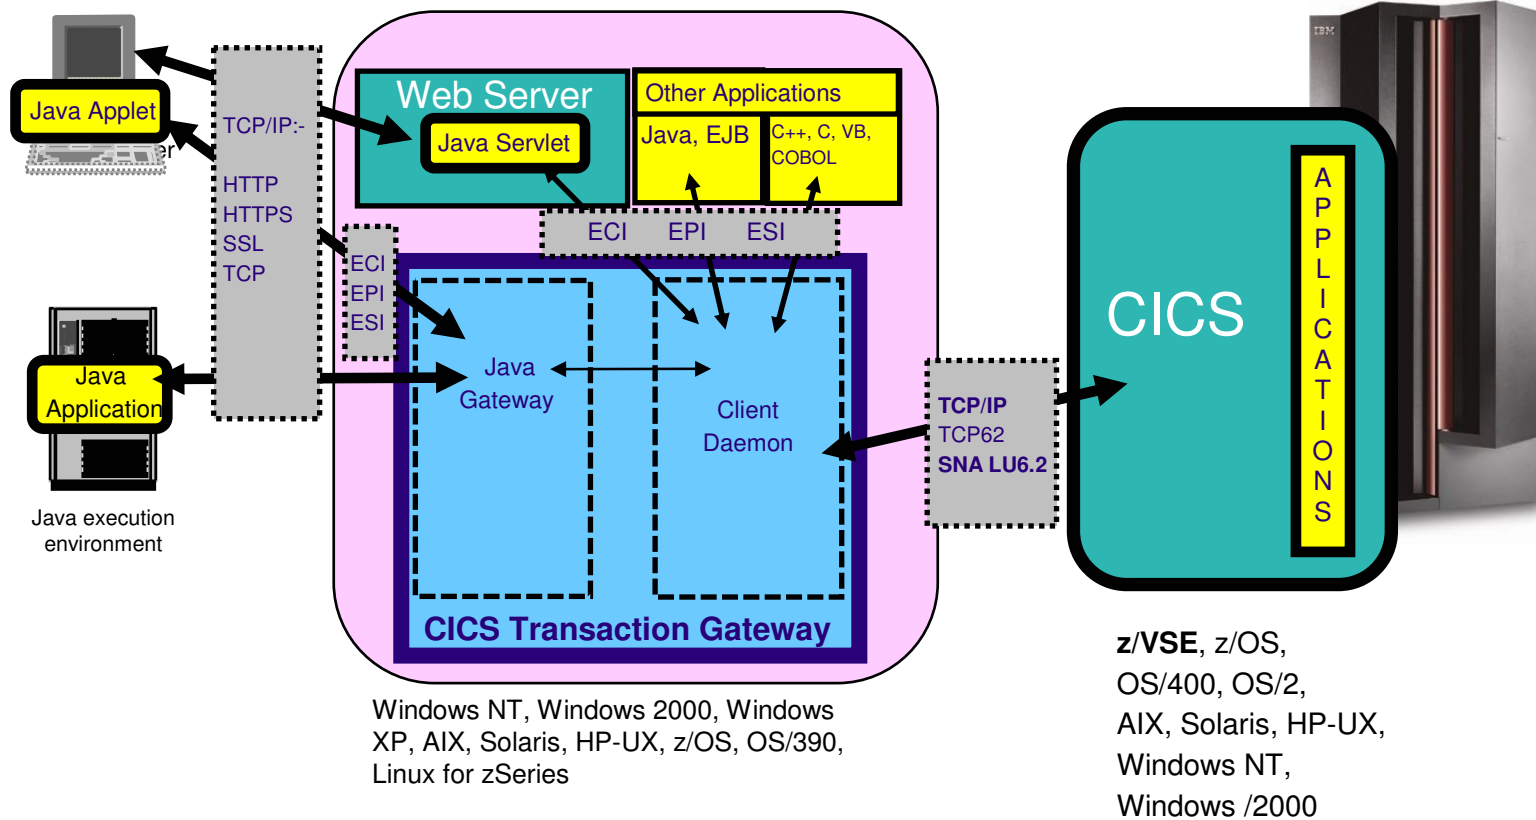 IBM
Java Applet
er
TCP/IP:-
HTTP
HTTPS
SSL
TCP
Web Server
Java Servlet
Other Applications
Java, EJB
C++, C, VB,
COBOL
ECI EPI ESI
ECI
EPI
ESI
Java
Application
Java execution
environment
Java
Gateway
Client
Daemon
CICS Transaction Gateway
TCP/IP
TCP62
SNA LU6.2
CICS
A
P
P
L
I
C
A
T
I
O
N
S
Windows NT, Windows 2000, Windows
XP, AIX, Solaris, HP-UX, z/OS, OS/390,
Linux for zSeries
z/VSE, z/OS,
OS/400, OS/2,
AIX, Solaris, HP-UX,
Windows NT,
Windows /2000